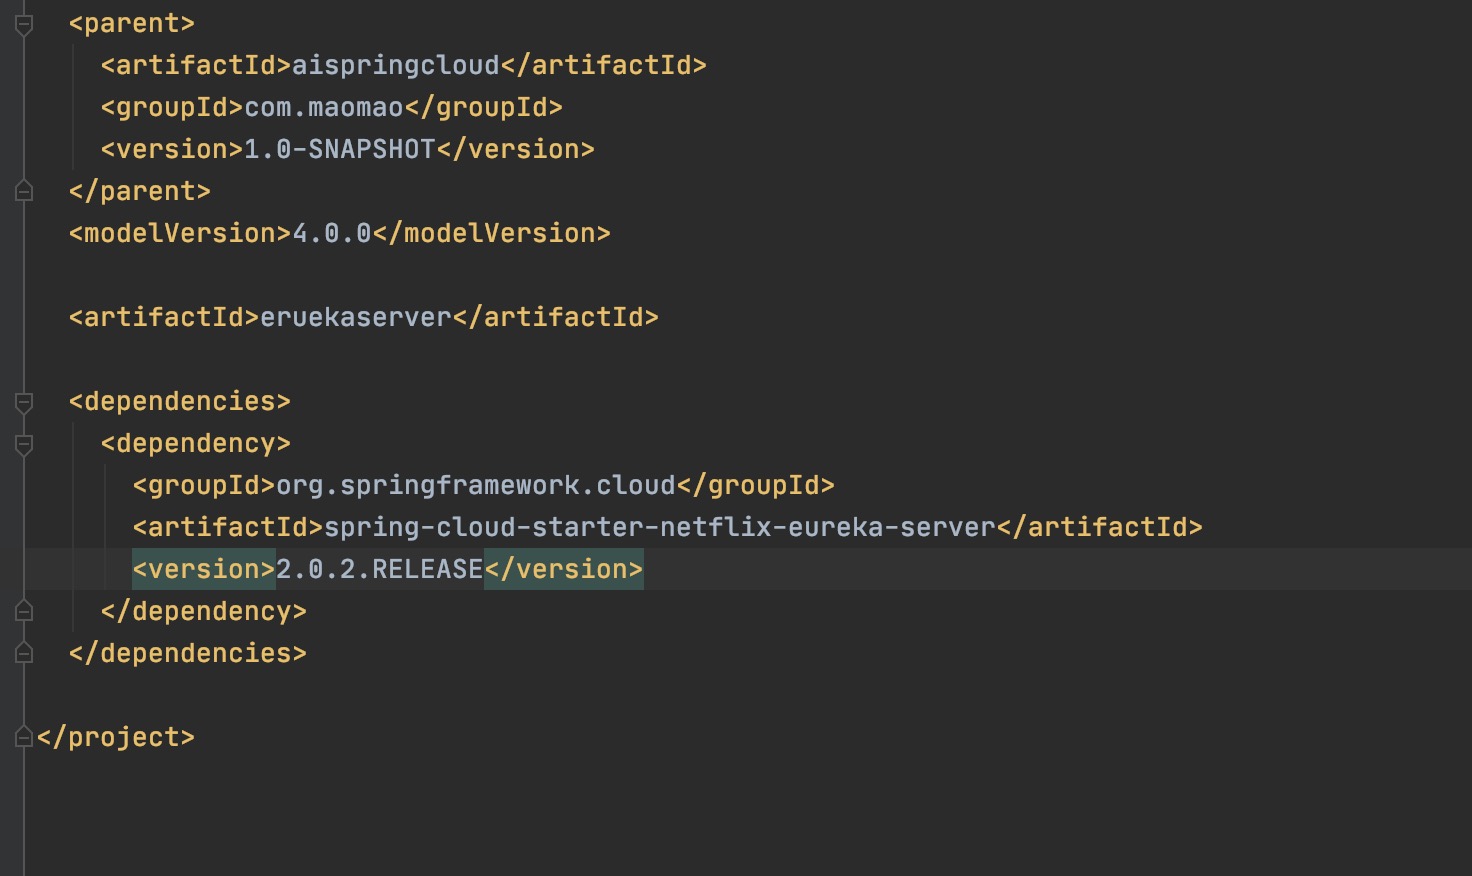 <parent>
<artifactId>aispringcloud</artifactId>
<groupId>com.maomao</groupId>
<version>1.0-SNAPSHOT</version>
</parent>
<modelVersion>4.0.0</modelVersion>
<artifactId>eruekaserver</artifactId>
<dependencies>
<dependency>
<groupId>org.springframework.cloud</groupId>
<artifactId>spring-cloud-starter-netflix-eureka-server</artifactId>
<version>2.0.2.RELEASE</version>
</dependency>
</dependencies>
</project>